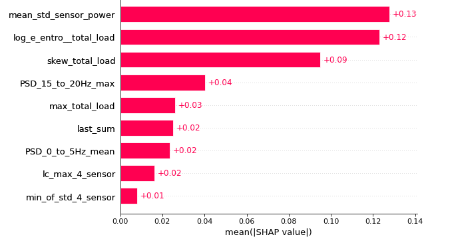 mean_std_sensor_power +0.13
log_e_entro__total_load +0.12
skew_total_load +0.09
PSD_15_to_20Hz_max +0.04
max_total_load +0.03
last_sum +0.02
PSD_0_to_5Hz_mean +0.02
lc_max_4_sensor +0.02
min_of_std_4_sensor +0.01
0.00 0.02 0.04 0.06 0.08 0.10 0.12 0.14
mean(|SHAP value|)